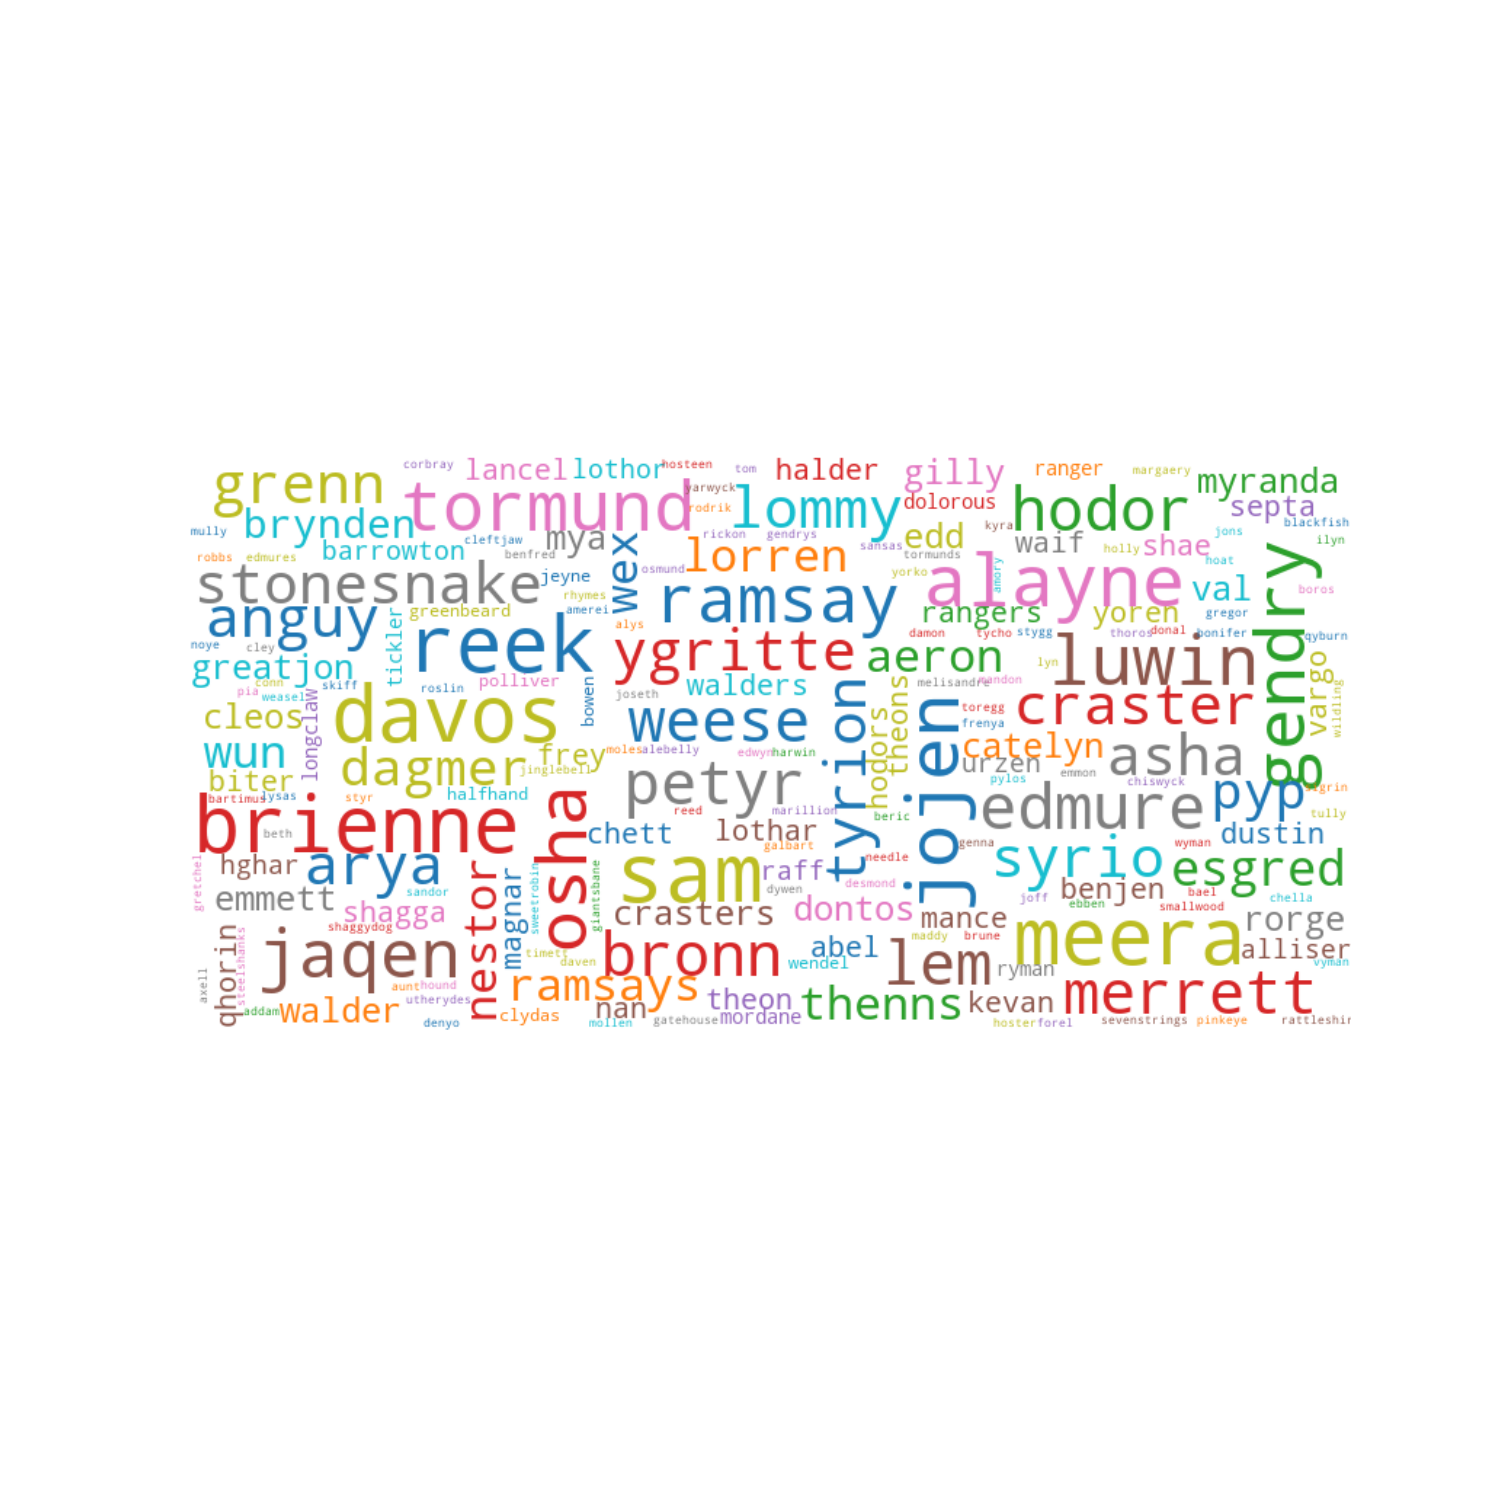 corbray lancel lothor hosteen tom halder gilly ranger margaery myranda
grenn tormund yarwyck rodrik lommy dolorous hodor septa
mully brynden cleftjaw mya rickon gendrys edd kyra jons blackfish
robbs edmures barrowton benfred wex lorren sansas tormunds waif holly shae ilyn
stonesnake jeyne osmund ramsay yorko alayne amory hoat val boros gendry
anguy tickler greenbeard rhymes amerei alys rangers yoren gregor
noye cley reek ygritte aeron damon tycho stygg thoros donal bonifer qyburn
greatjon conn skiff roslin polliver joseth walders melisandre mandon lyn luwin
pia weasel longclaw davos bowen weese tyrion hodors theons jojen toregg frenya craster vargo wildling
cleos
wun dagmer frey moles alebelly edwyn harwin catelyn urzen asha
biter jinglebell petyr pylos emmon chiswyck
bartimus lysas styr halfhand osha reed marillion beric edmure pyp sigrin tully
brienne beth chett lothar galbart genna wyman dustin
hghar arya nestor magnar sweetrobin giantsbane sam raff needle syrio esgred
gretchel emmett sandor dywen desmond joff benjen bael chella
shagga crasters dontos mance ebben smallwood rorge
qhorin steelshanks shaggydog jaqen timett daven bronn abel maddy brune meera alliser
axell aunt hound ramsays wendel lem ryman vyman
addam walder utherydes clydas nan theon thenns kevan merrett
denyo mollen gatehouse mordane hoster forel sevenstrings pinkeye rattleshir